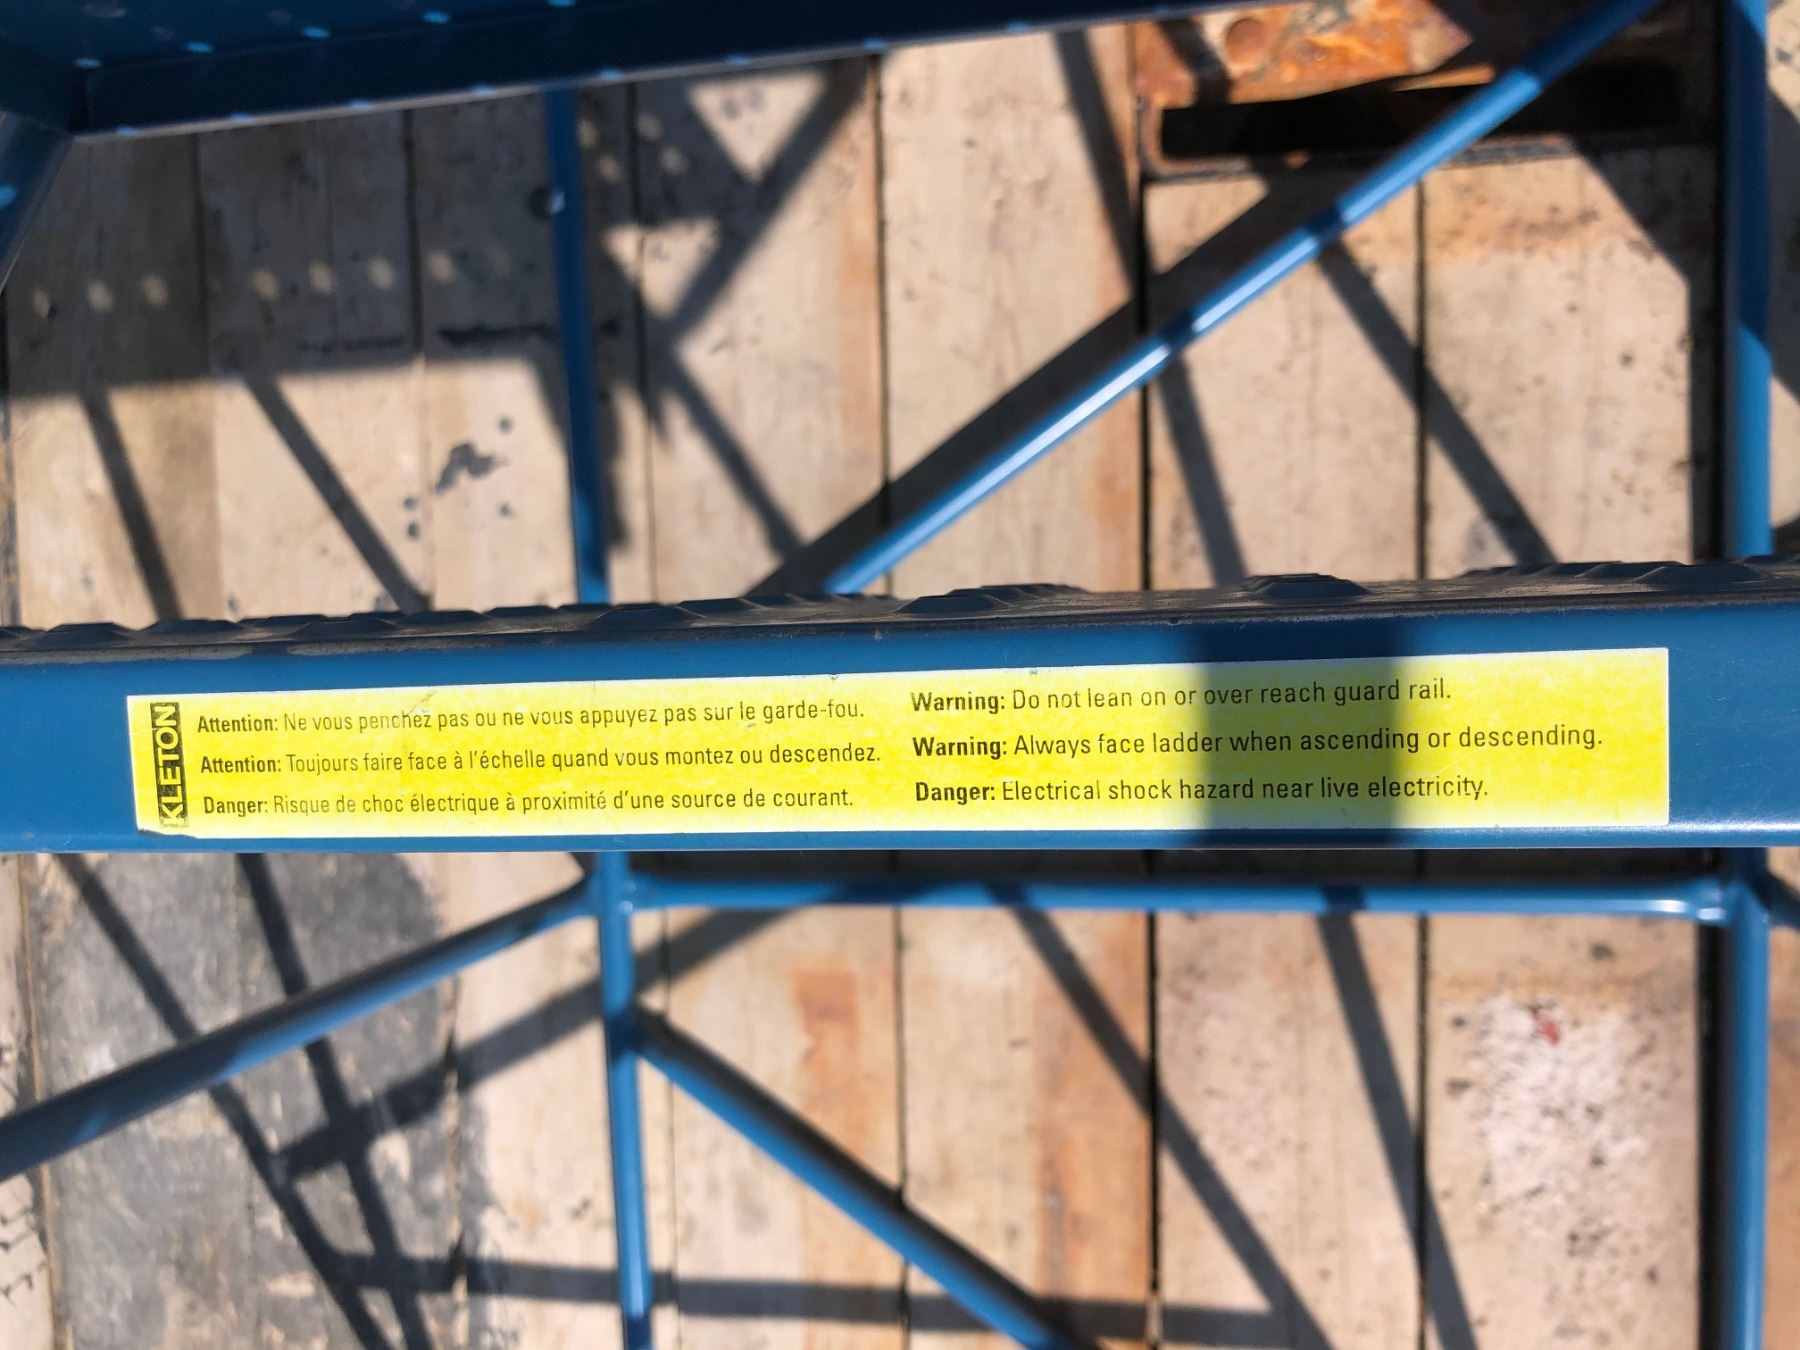 KLETON
Attention: Ne vous penchez pas ou ne vous appuyez pas sur le garde-fou.
Attention: Toujours faire face à l'échelle quand vous montez ou descendez.
Danger: Risque de choc électrique à proximité d'une source de courant.
Warning: Do not lean on or over reach guard rail.
Warning: Always face ladder when ascending or descending.
Danger: Electrical shock hazard near live electricity.